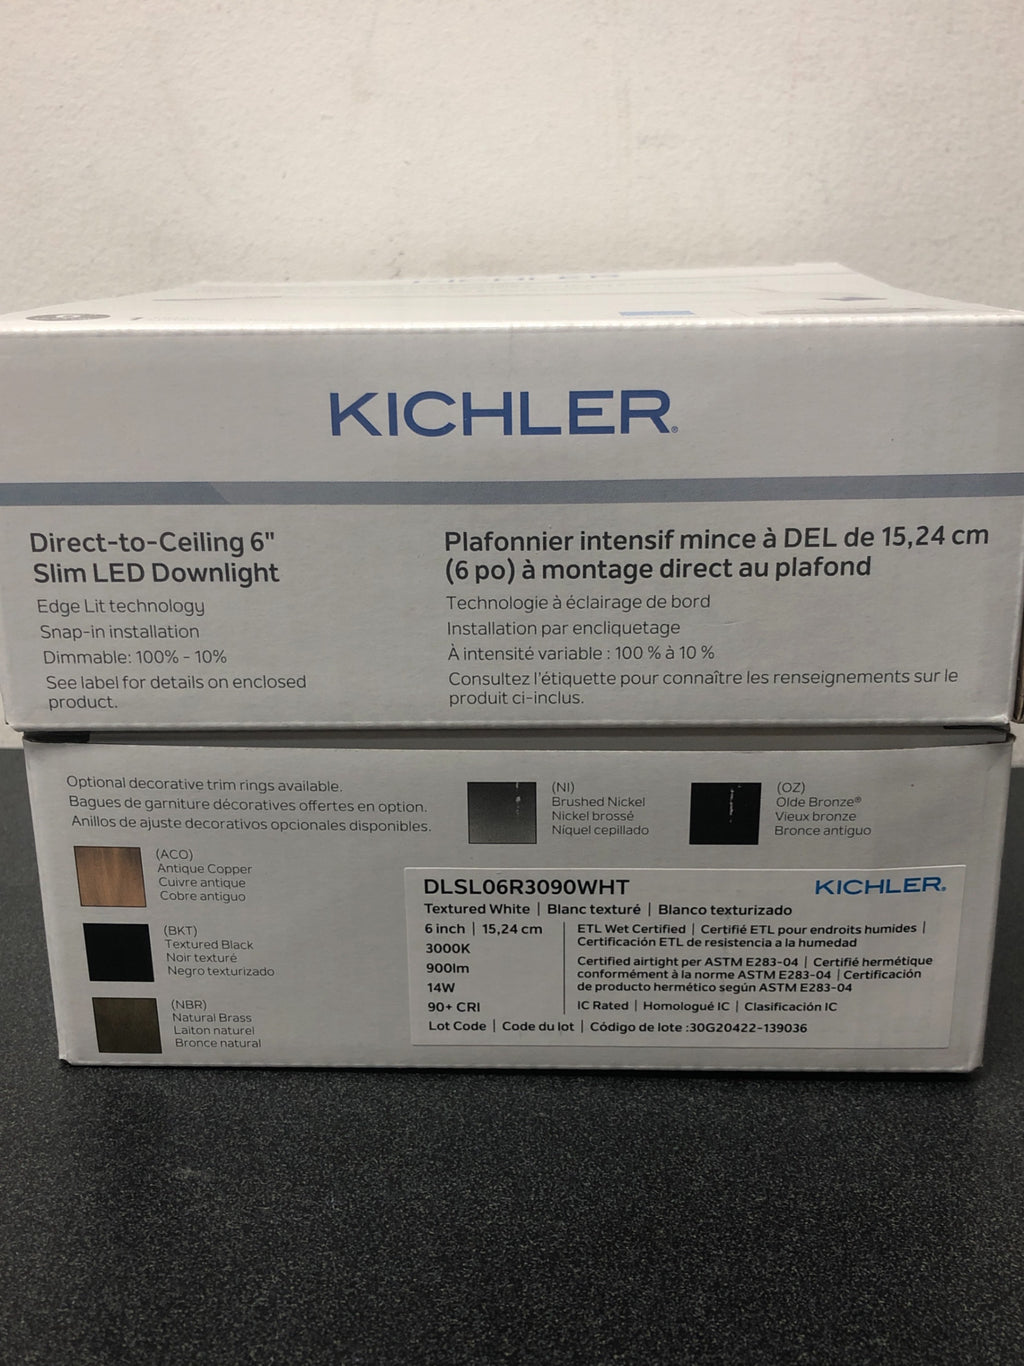 KICHLER®
Direct-to-Ceiling 6"
Slim LED Downlight
Edge Lit technology
Snap-in installation
Dimmable: 100% - 10%
See label for details on enclosed
product.
Plafonnier intensif mince à DEL de 15,24 cm
(6 po) à montage direct au plafond
Technologie à éclairage de bord
Installation par encliquetage
À intensité variable : 100 % à 10 %
Consultez l'étiquette pour connaître les renseignements sur le
produit ci-inclus.
Optional decorative trim rings available.
Bagues de garniture décoratives offertes en option.
Anillos de ajuste decorativos opcionales disponibles.
(NI)
Brushed Nickel
Nickel brossé
Níquel cepillado
(OZ)
Olde Bronze®
Vieux bronze
Bronce antiguo
(ACO)
Antique Copper
Cuivre antique
Cobre antiguo
(BKT)
Textured Black
Noir texturé
Negro texturizado
(NBR)
Natural Brass
Laiton naturel
Bronce natural
DLSL06R3090WHT
KICHLER®
Textured White | Blanc texturé | Blanco texturizado
6 inch | 15,24 cm
3000K
900lm
14W
90+ CRI
ETL Wet Certified | Certifié ETL pour endroits humides |
Certificación ETL de resistencia a la humedad
Certified airtight per ASTM E283-04 | Certifié hermétique
conformément à la norme ASTM E283-04 | Certificación
de producto hermético según ASTM E283-04
IC Rated | Homologué IC | Clasificación IC
Lot Code | Code du lot | Código de lote :30G20422-139036